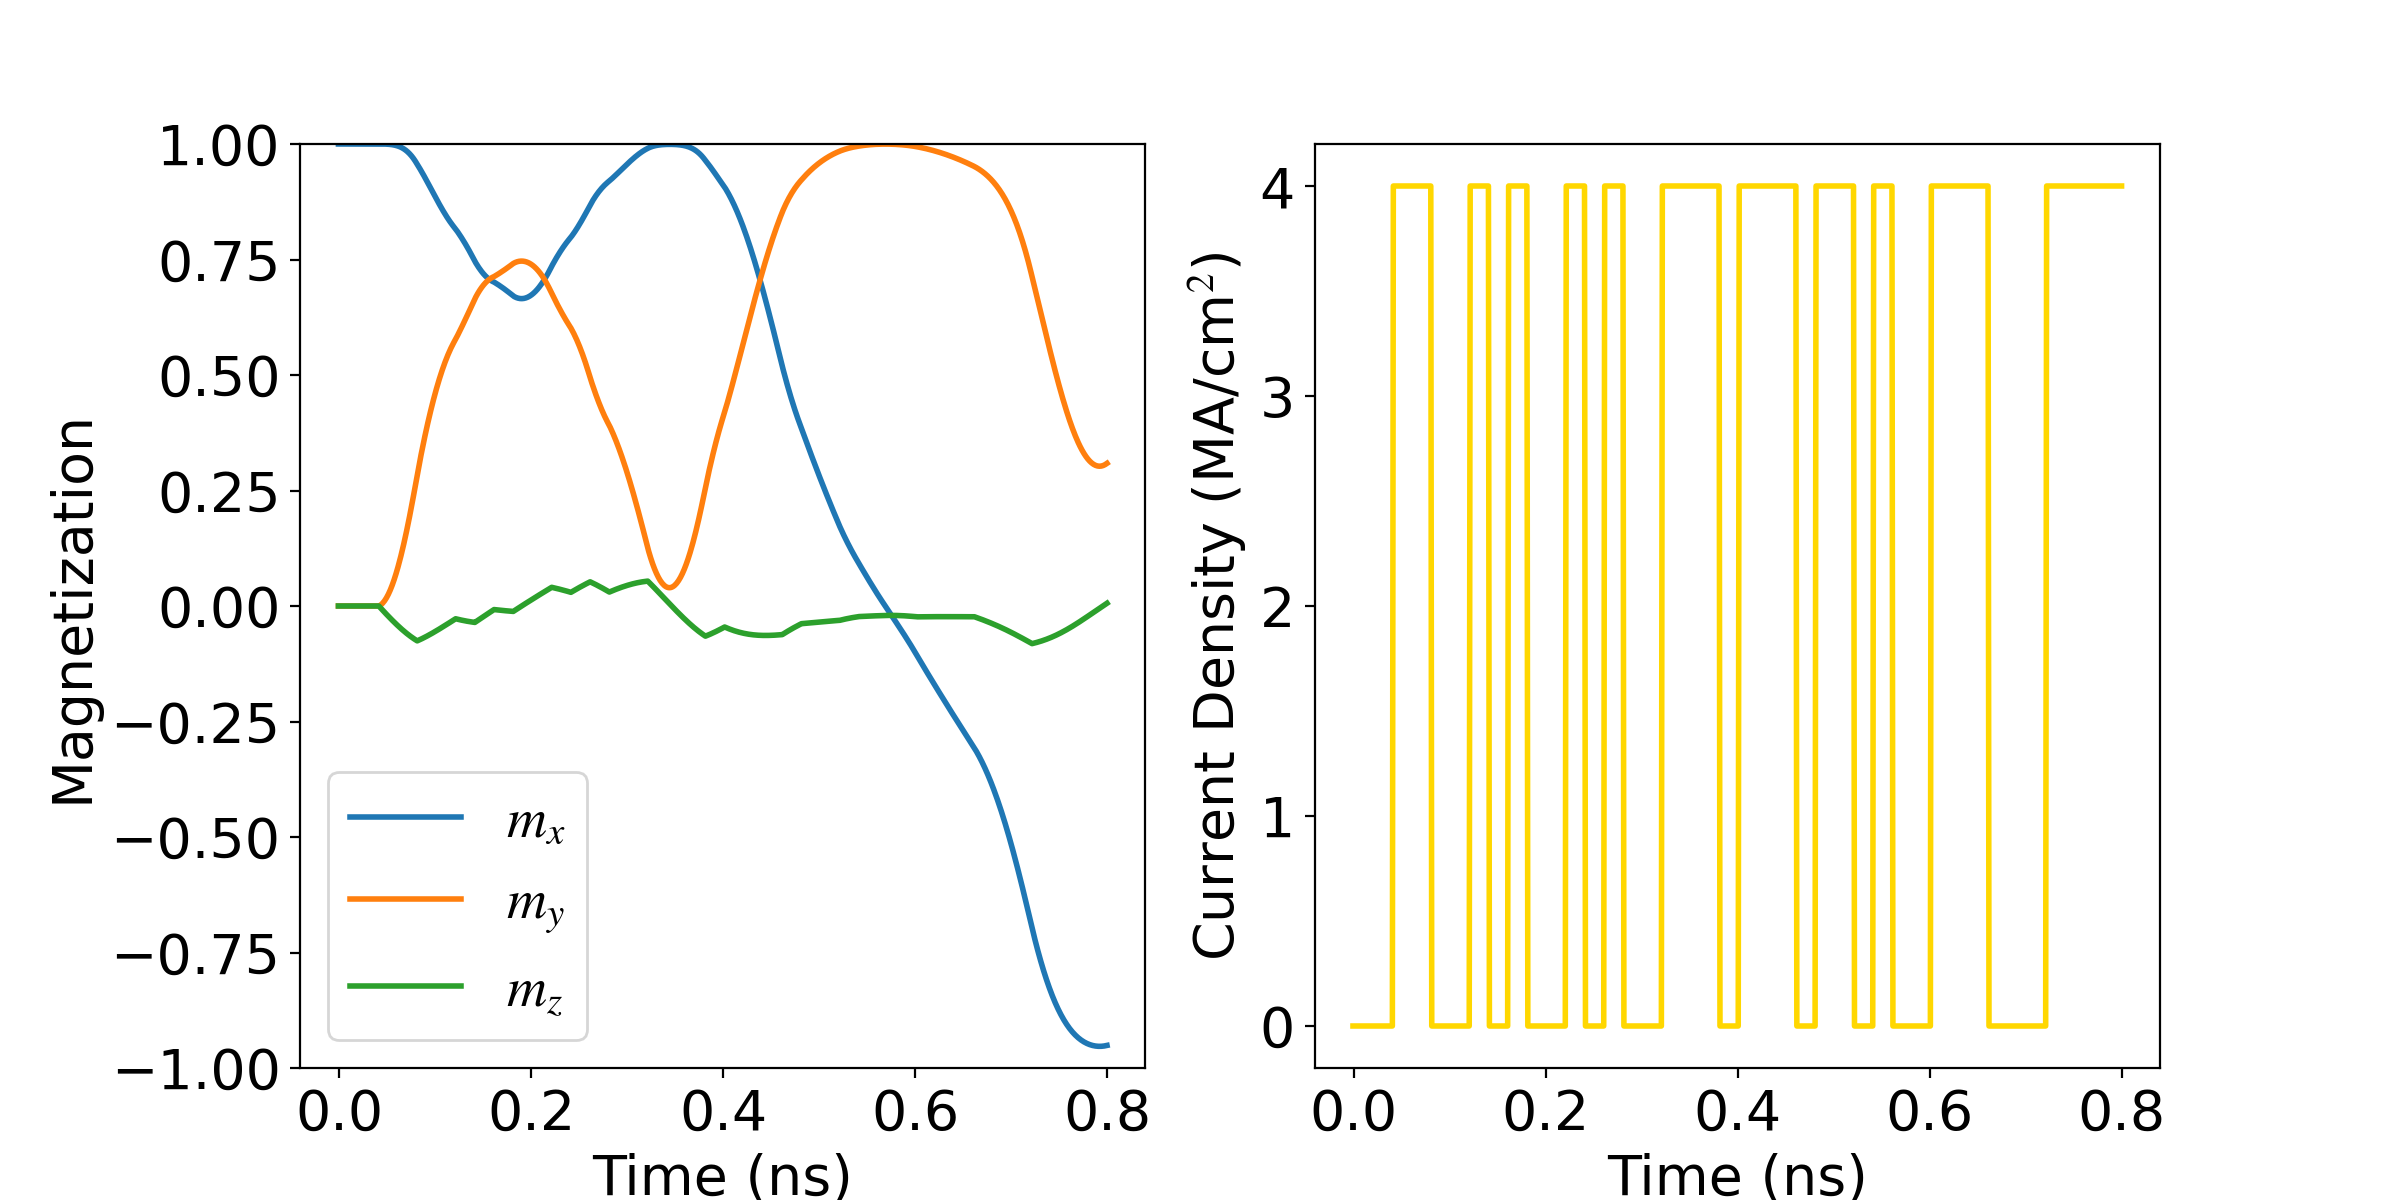 1.00
0.75
0.50
0.25
0.00
−0.25
−0.50
−0.75
−1.00
Magnetization
m_x
m_y
m_z
0.0 0.2 0.4 0.6 0.8
Time (ns)
4
3
2
1
0
Current Density (MA/cm²)
0.0 0.2 0.4 0.6 0.8
Time (ns)